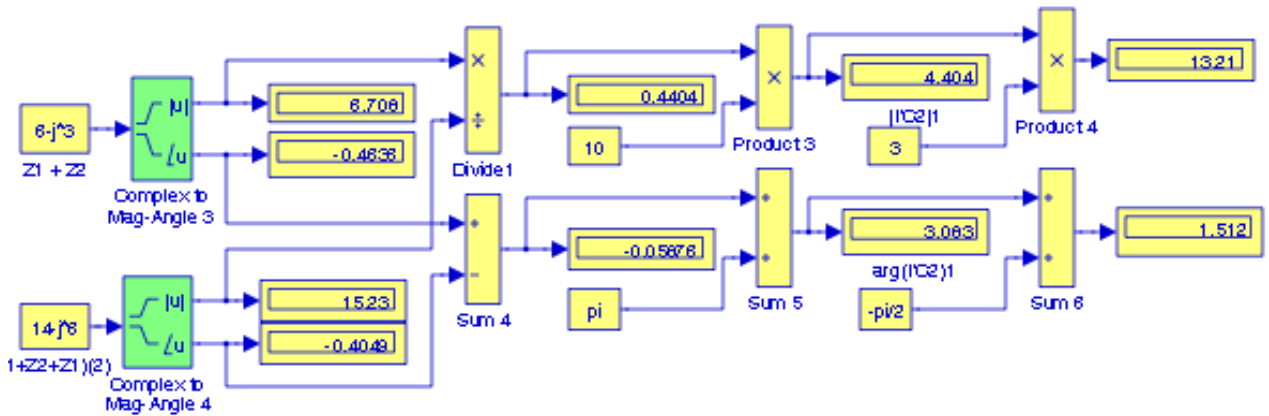 |u|
∠u
6-j*3
Z1 + Z2
Complex to
Mag-Angle 3
6.708
-0.4636
×
÷
Divide1
0.4404
10
×
Product 3
4.404
|I'C2|1
3
×
Product 4
13.21
|u|
∠u
14-j*6
1+Z2+Z1)(2)
Complex to
Mag-Angle 4
15.23
-0.4049
+
−
Sum 4
-0.05876
pi
+
+
Sum 5
3.083
arg(I'C2)1
-pi/2
+
+
Sum 6
1.512